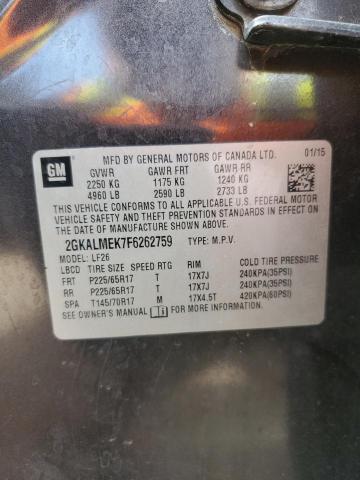 GM
MFD BY GENERAL MOTORS OF CANADA LTD. 01/15
GVWR GAWR FRT GAWR RR
2250 KG 1175 KG 1240 KG
4960 LB 2590 LB 2733 LB
THIS VEHICLE CONFORMS TO ALL APPLICABLE U.S. FEDERAL MOTOR
VEHICLE SAFETY, BUMPER, AND THEFT PREVENTION STANDARDS IN
EFFECT ON THE DATE OF MANUFACTURE SHOWN ABOVE.
2GKALMEK7F6262759 TYPE: M.P.V.
MODEL: LF26
LBCD TIRE SIZE SPEED RTG RIM COLD TIRE PRESSURE
FRT P225/65R17 T 17X7J 240KPA(35PSI)
RR P225/65R17 T 17X7J 240KPA(35PSI)
SPA T145/70R17 M 17X4.5T 420KPA(60PSI)
SEE OWNER'S MANUAL FOR MORE INFORMATION.